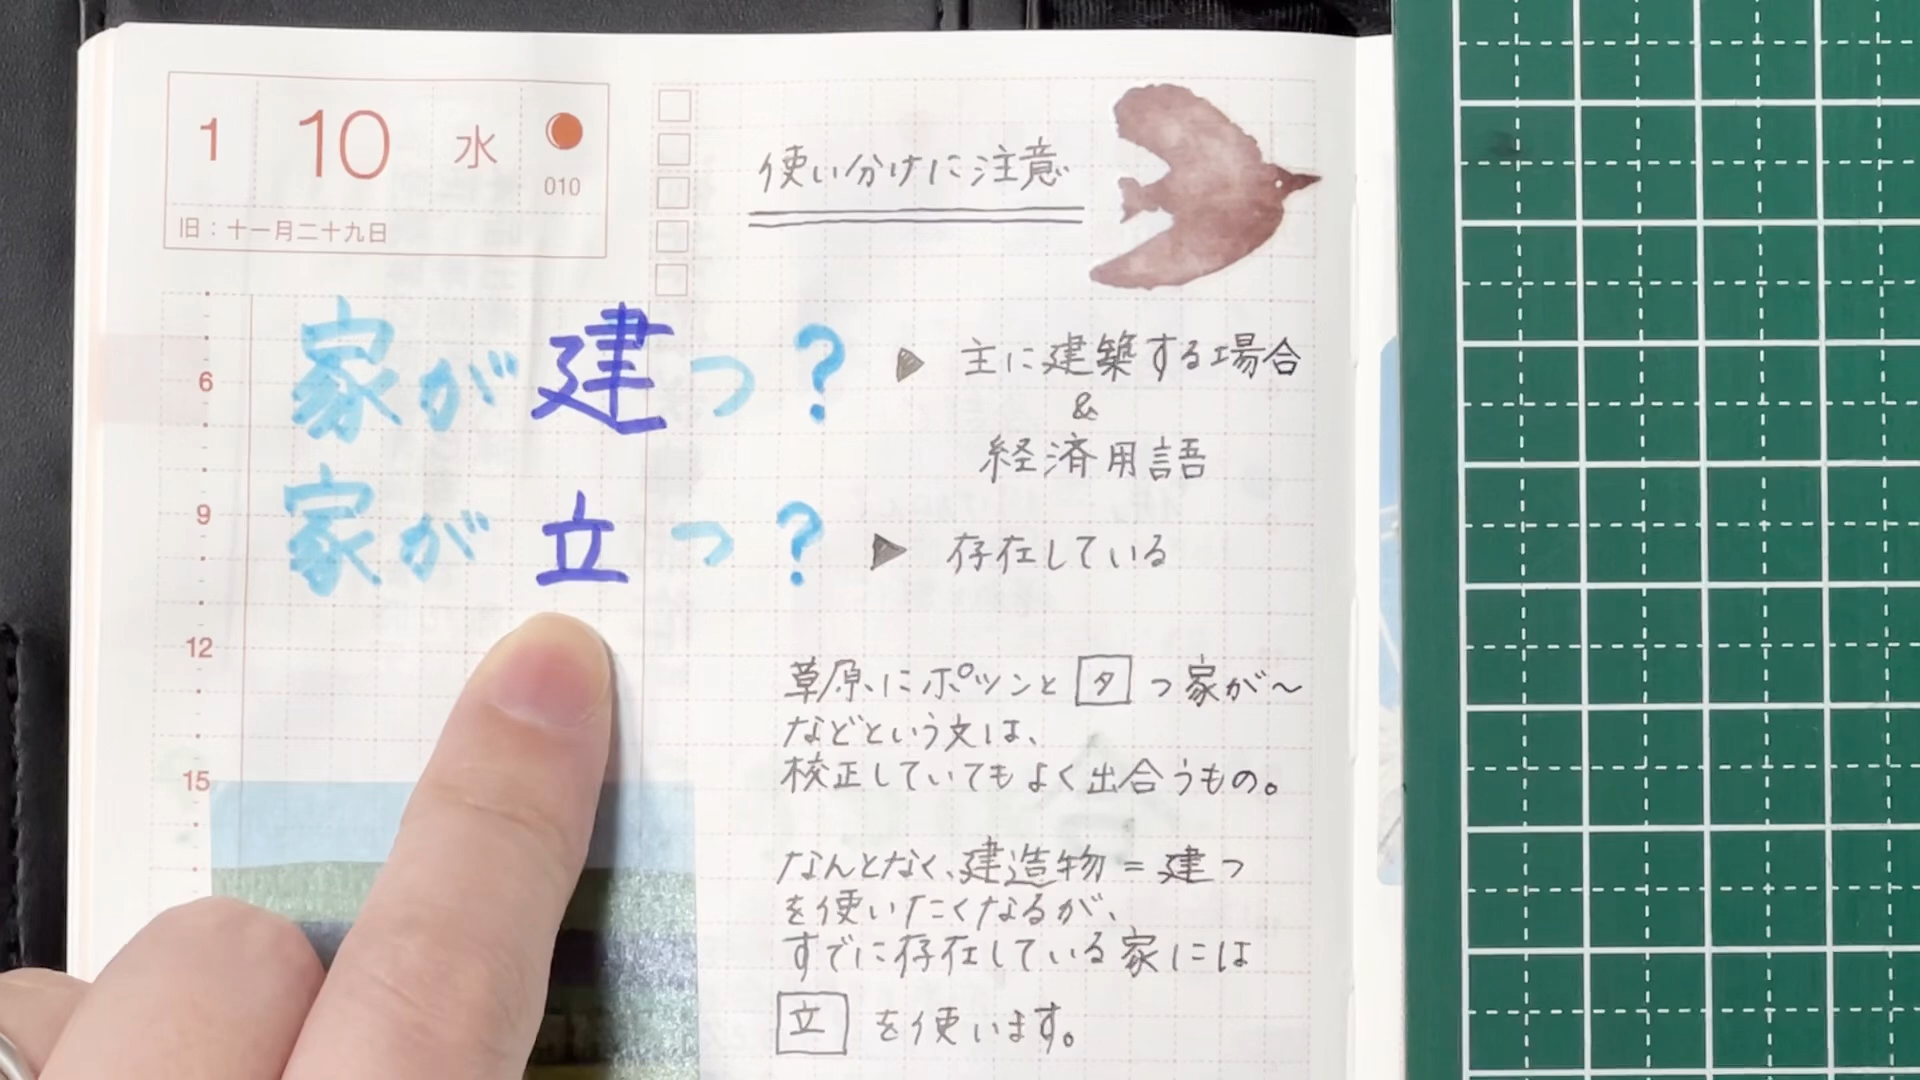 1 10 水
010
旧：十一月二十九日
使い分けに注意
家が建つ？
▶ 主に建築する場合
&
経済用語
家が立つ？
▶ 存在している
6
9
12
15
草原にポツンと タ つ家が～
などという文は、
校正していてもよく出合うもの。
なんとなく、建造物＝建つ
を使いたくなるが、
すでに存在している家には
立 を使います。